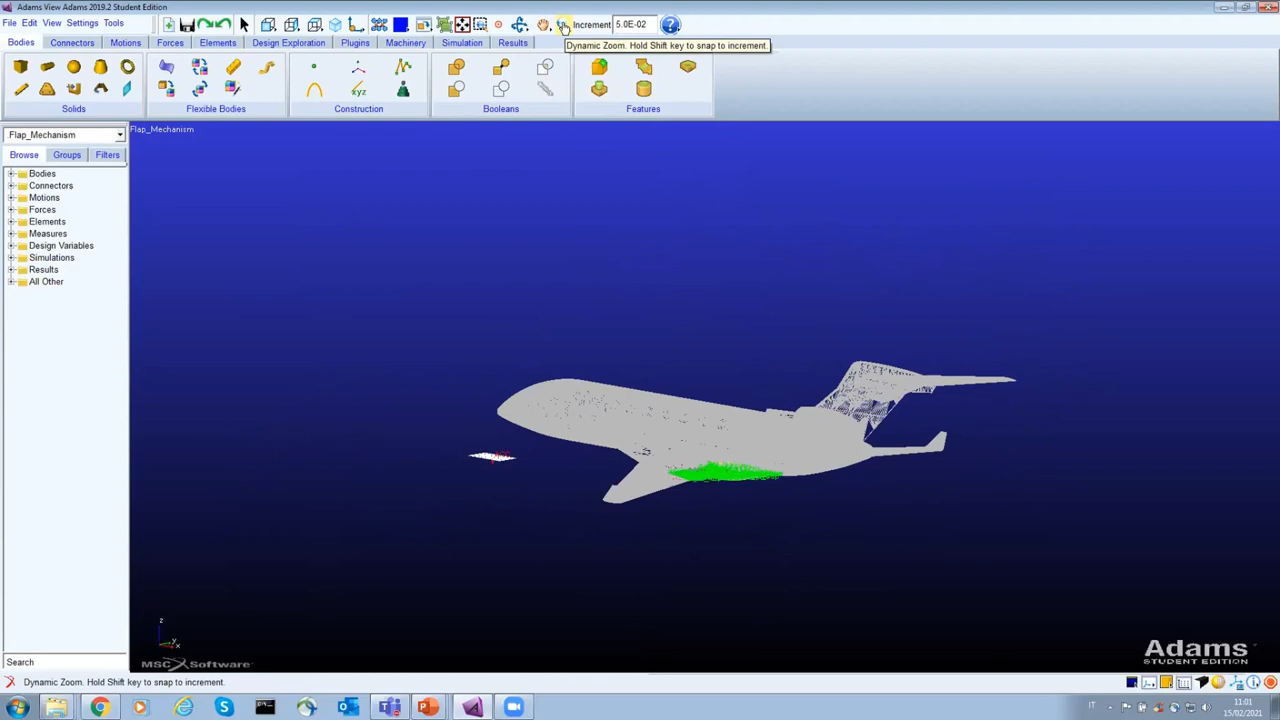 Adams View Adams 2019.2 Student Edition
File Edit View Settings Tools
Increment 5.0E-02
Bodies Connectors Motions Forces Elements Design Exploration Plugins Machinery Simulation Results
Dynamic Zoom. Hold Shift key to snap to increment.
xyz
Solids Flexible Bodies Construction Booleans Features
.Flap_Mechanism
Flap_Mechanism
Browse Groups Filters
Bodies
Connectors
Motions
Forces
Elements
Measures
Design Variables
Simulations
Results
All Other
z
y
x
Adams
STUDENT EDITION
Search
MSC Software
Dynamic Zoom. Hold Shift key to snap to increment.
IT
11:01
15/02/2021